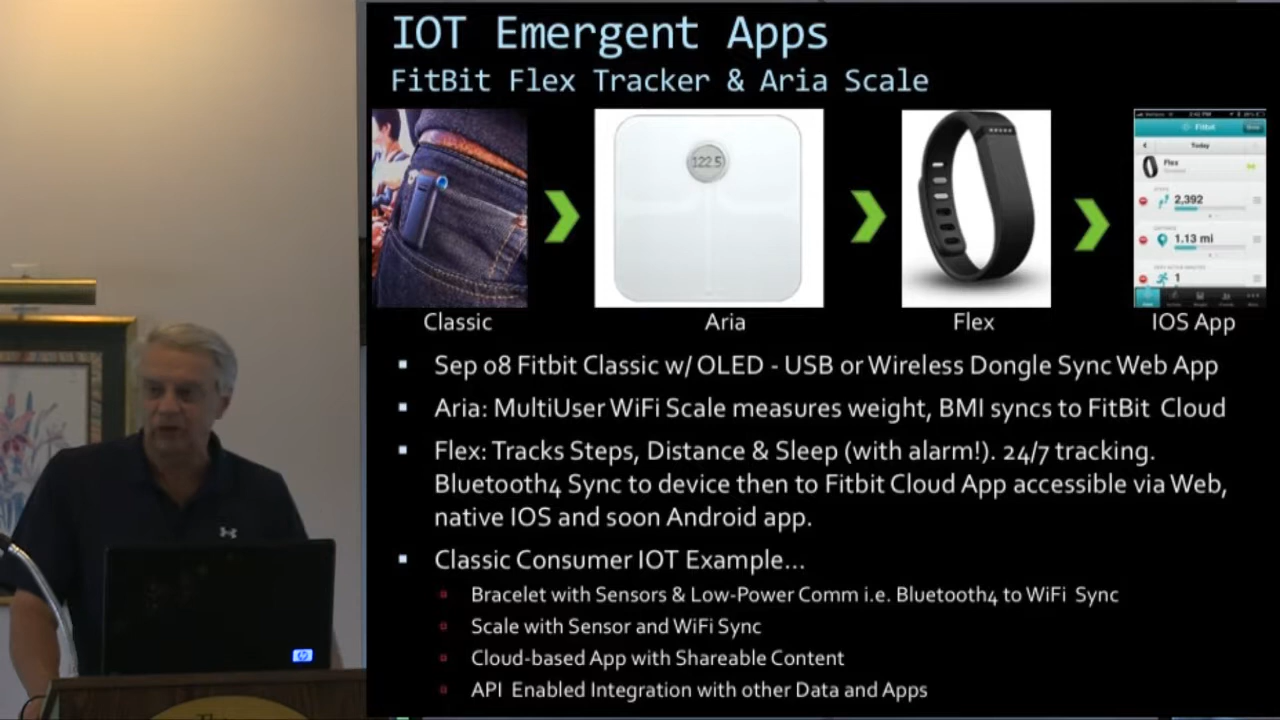 IOT Emergent Apps
FitBit Flex Tracker & Aria Scale
122.5
2:42 PM
Fitbit
Today
Flex
2,392
1.13 mi
1
Classic
Aria
Flex
IOS App
Sep 08 Fitbit Classic w/ OLED - USB or Wireless Dongle Sync Web App
Aria: MultiUser WiFi Scale measures weight, BMI syncs to FitBit Cloud
Flex: Tracks Steps, Distance & Sleep (with alarm!). 24/7 tracking.
Bluetooth4 Sync to device then to Fitbit Cloud App accessible via Web,
native IOS and soon Android app.
Classic Consumer IOT Example...
Bracelet with Sensors & Low-Power Comm i.e. Bluetooth4 to WiFi Sync
Scale with Sensor and WiFi Sync
Cloud-based App with Shareable Content
API Enabled Integration with other Data and Apps
hp